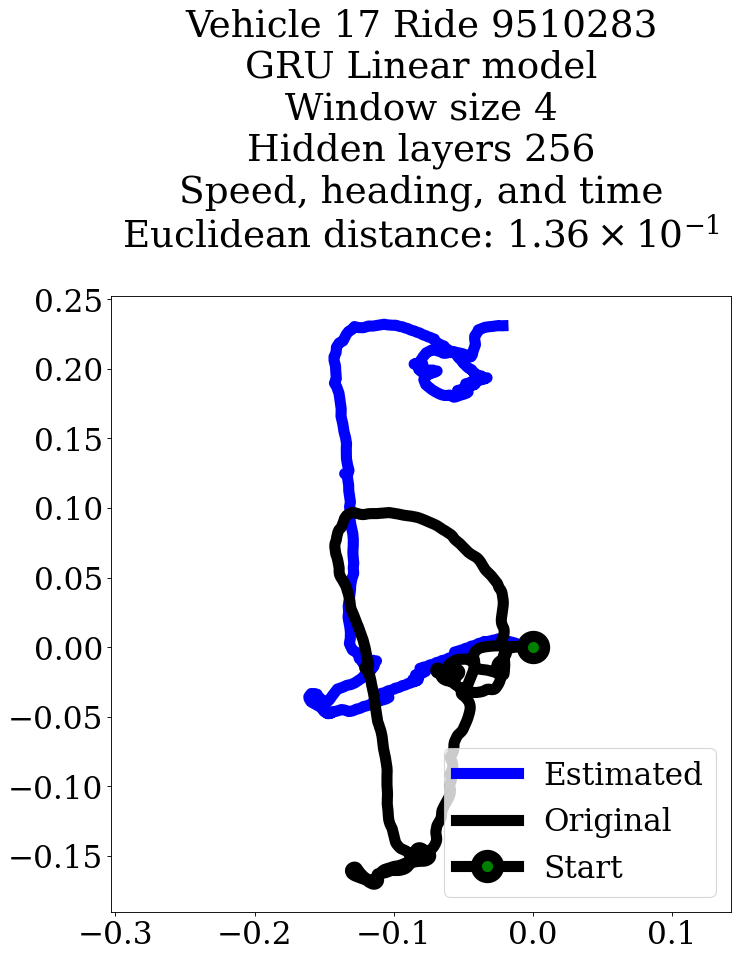 Vehicle 17 Ride 9510283
GRU Linear model
Window size 4
Hidden layers 256
Speed, heading, and time
Euclidean distance: 1.36 × 10⁻¹
0.25
0.20
0.15
0.10
0.05
0.00
−0.05
−0.10
−0.15
Estimated
Original
Start
−0.3 −0.2 −0.1 0.0 0.1